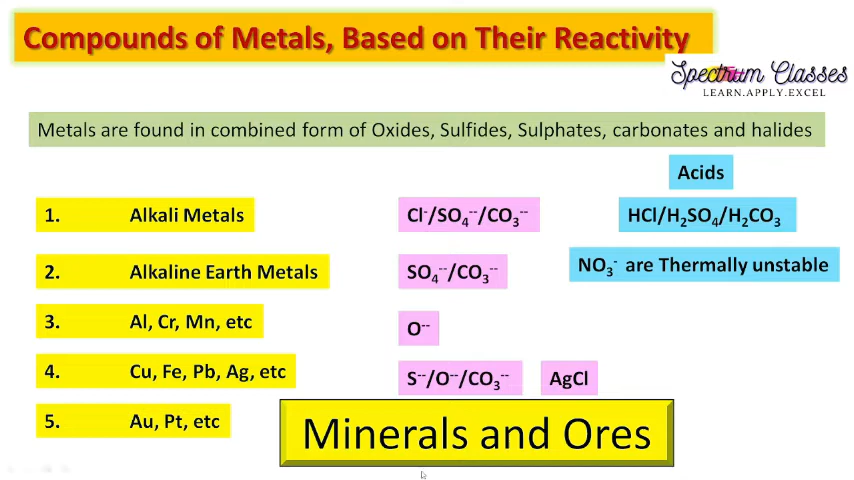 Compounds of Metals, Based on Their Reactivity
Spectrum Classes
LEARN.APPLY.EXCEL
Metals are found in combined form of Oxides, Sulfides, Sulphates, carbonates and halides
Acids
1. Alkali Metals Cl⁻/SO₄⁻⁻/CO₃⁻⁻ HCl/H₂SO₄/H₂CO₃
2. Alkaline Earth Metals SO₄⁻⁻/CO₃⁻⁻ NO₃⁻ are Thermally unstable
3. Al, Cr, Mn, etc O⁻⁻
4. Cu, Fe, Pb, Ag, etc S⁻⁻/O⁻⁻/CO₃⁻⁻ AgCl
5. Au, Pt, etc
Minerals and Ores